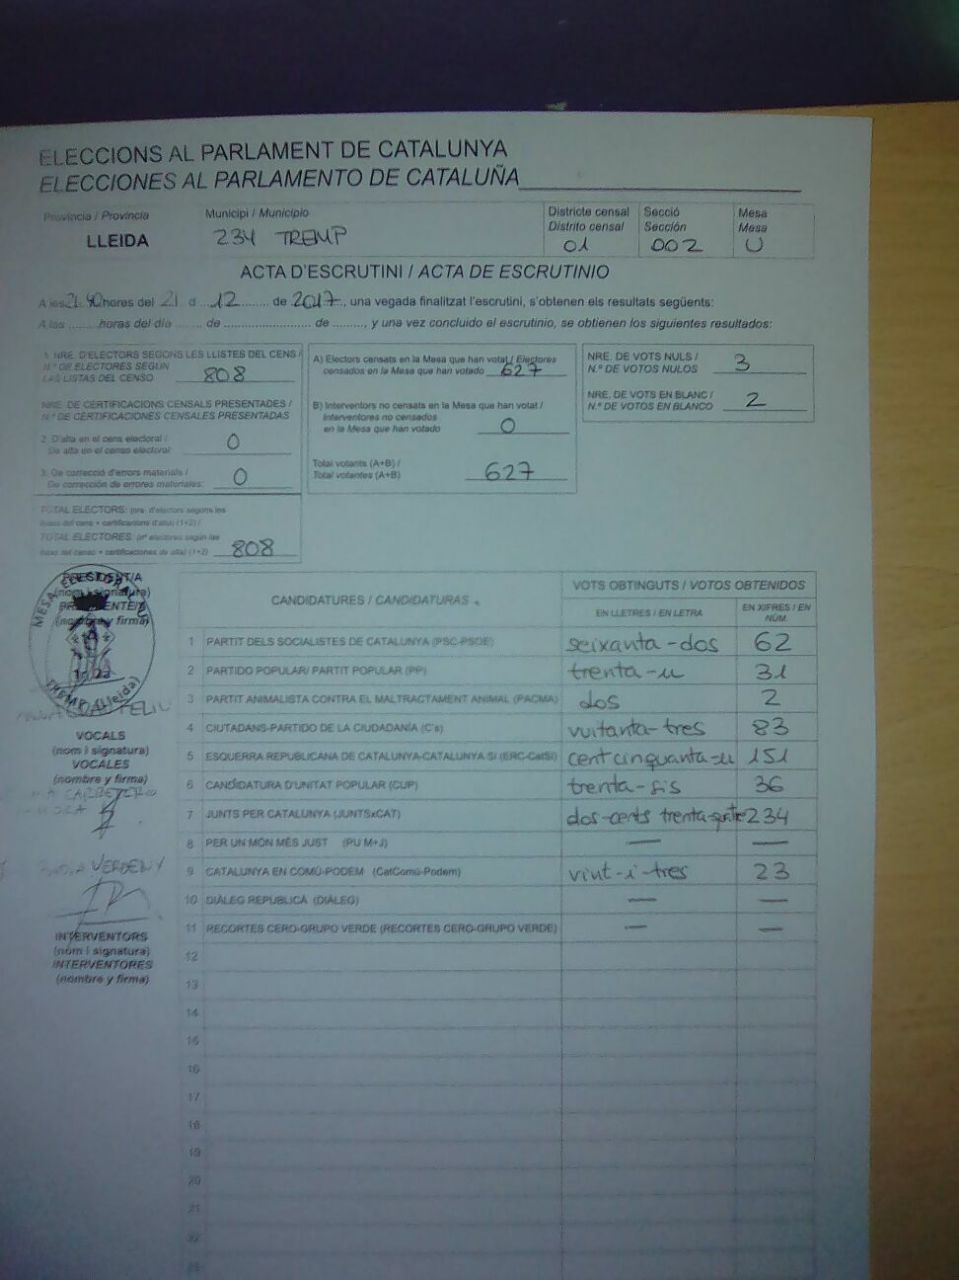 ELECCIONS AL PARLAMENT DE CATALUNYA
ELECCIONES AL PARLAMENTO DE CATALUÑA
Província / Provincia
LLEIDA
Municipi / Municipio
234 TREMP
Districte censal
Distrito censal
01
Secció
Sección
002
Mesa
Mesa
U
ACTA D'ESCRUTINI / ACTA DE ESCRUTINIO
A les 21:40 hores del 21 d ... 12 ........ de 2017, una vegada finalitzat l'escrutini, s'obtenen els resultats següents:
A las ........ horas del día ....... de ........................ de ........, y una vez concluido el escrutinio, se obtienen los siguientes resultados:
1. NRE. D'ELECTORS SEGONS LES LLISTES DEL CENS /
N.º DE ELECTORES SEGÚN
LAS LISTAS DEL CENSO 808
NRE. DE CERTIFICACIONS CENSALS PRESENTADES /
N.º DE CERTIFICACIONES CENSALES PRESENTADAS
2. D'alta en el cens electoral /
De alta en el censo electoral: 0
3. De correcció d'errors materials /
De corrección de errores materiales: 0
TOTAL ELECTORS: (nre. d'electors segons les
llistes del cens + certificacions d'alta) (1+2) /
TOTAL ELECTORES: (nº electores según las
listas del censo + certificaciones de alta) (1+2) 808
A) Electors censats en la Mesa que han votat / Electores
censados en la Mesa que han votado 627
B) Interventors no censats en la Mesa que han votat /
Interventores no censados
en la Mesa que han votado 0
Total votants (A+B) /
Total votantes (A+B) 627
NRE. DE VOTS NULS /
N.º DE VOTOS NULOS 3
NRE. DE VOTS EN BLANC /
N.º DE VOTOS EN BLANCO 2
PRESIDENT/A
(nom i signatura)
PRESIDENTE/A
(nombre y firma)
MESA ELECTORAL U
TREMP (Lleida)
FELIU
VOCALS
(nom i signatura)
VOCALES
(nombre y firma)
CARRETERO
MORA
VERDENY
INTERVENTORS
(nom i signatura)
INTERVENTORES
(nombre y firma)
CANDIDATURES / CANDIDATURAS
VOTS OBTINGUTS / VOTOS OBTENIDOS
EN LLETRES / EN LETRA
EN XIFRES / EN NÚM.
1 PARTIT DELS SOCIALISTES DE CATALUNYA (PSC-PSOE) seixanta-dos 62
2 PARTIDO POPULAR/ PARTIT POPULAR (PP) trenta-u 31
3 PARTIT ANIMALISTA CONTRA EL MALTRACTAMENT ANIMAL (PACMA) dos 2
4 CIUTADANS-PARTIDO DE LA CIUDADANÍA (C's) vuitanta-tres 83
5 ESQUERRA REPUBLICANA DE CATALUNYA-CATALUNYA SÍ (ERC-CatSí) cent cinquanta-u 151
6 CANDIDATURA D'UNITAT POPULAR (CUP) trenta-sis 36
7 JUNTS PER CATALUNYA (JUNTSxCAT) dos-cents trenta-quatre 234
8 PER UN MÓN MÉS JUST (PUM+J) — —
9 CATALUNYA EN COMÚ-PODEM (CatComú-Podem) vint-i-tres 23
10 DIÀLEG REPÚBLICA (DIÀLEG) — —
11 RECORTES CERO-GRUPO VERDE (RECORTES CERO-GRUPO VERDE) — —
12
13
14
15
16
17
18
19
20
21
22
23